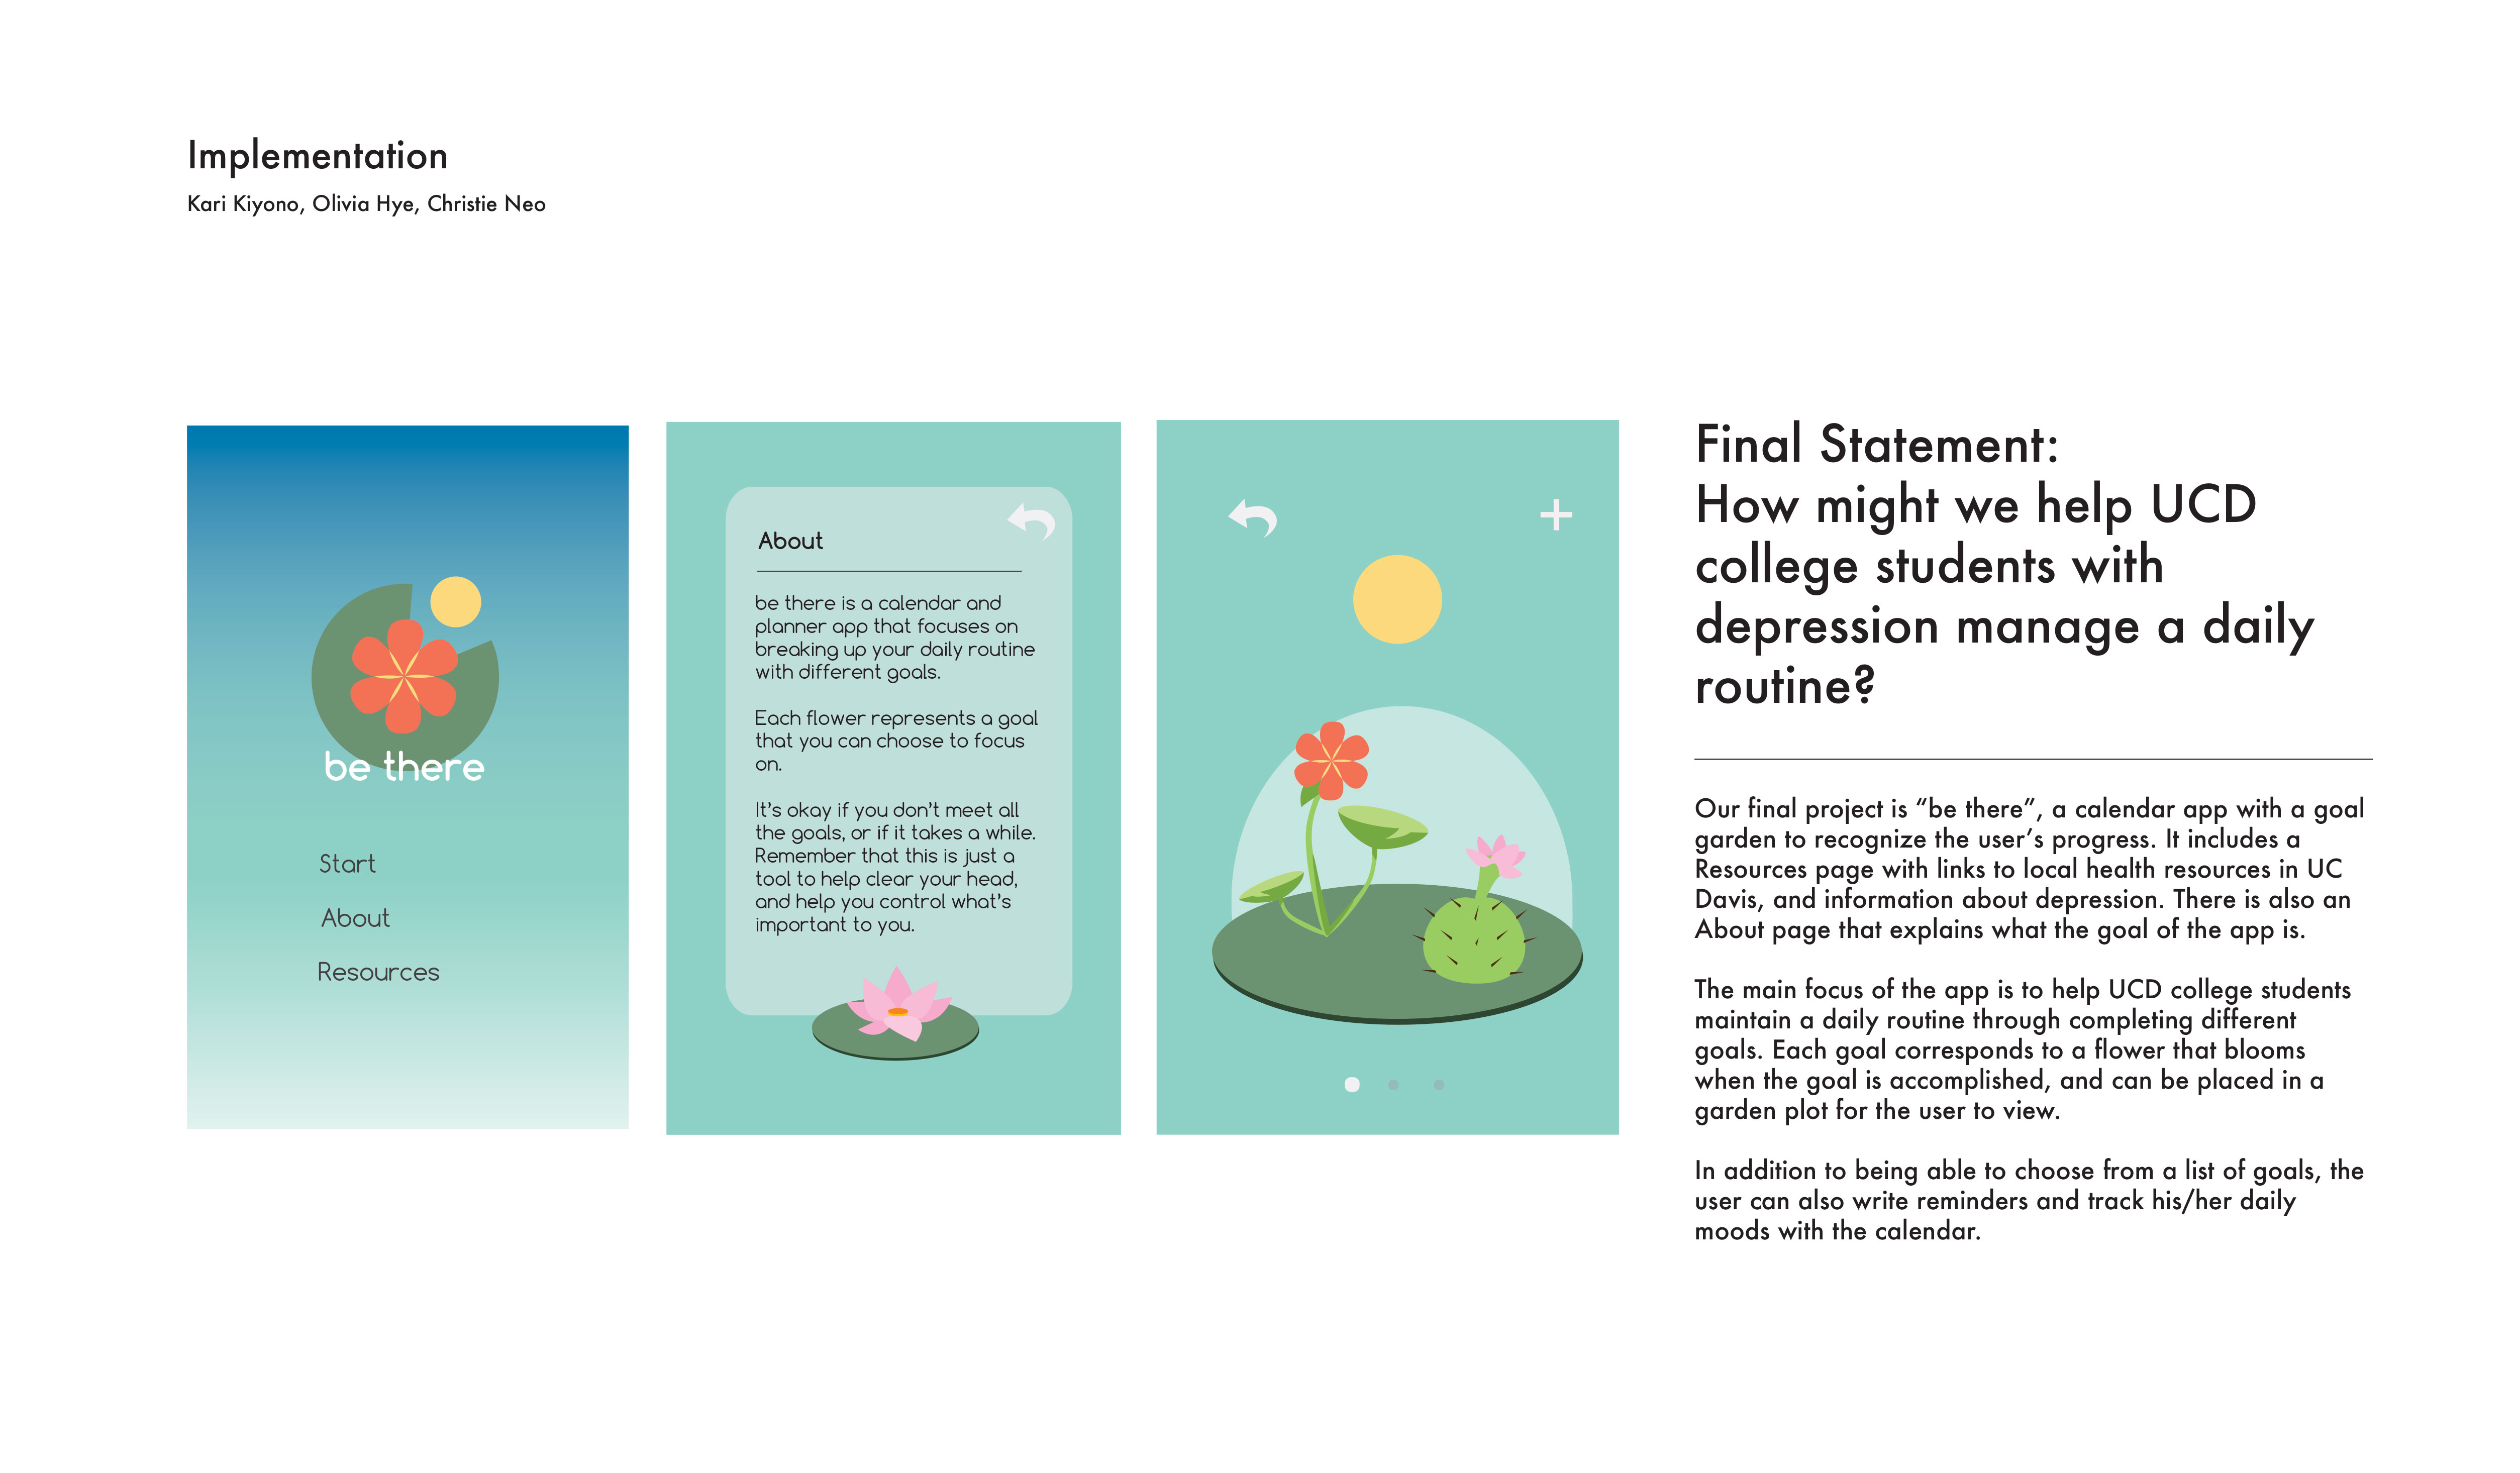 Implementation
Kari Kiyono, Olivia Hye, Christie Neo
be there
Start
About
Resources
About
be there is a calendar and
planner app that focuses on
breaking up your daily routine
with different goals.
Each flower represents a goal
that you can choose to focus
on.
It's okay if you don't meet all
the goals, or if it takes a while.
Remember that this is just a
tool to help clear your head,
and help you control what's
important to you.
Final Statement:
How might we help UCD
college students with
depression manage a daily
routine?
Our final project is “be there”, a calendar app with a goal
garden to recognize the user’s progress. It includes a
Resources page with links to local health resources in UC
Davis, and information about depression. There is also an
About page that explains what the goal of the app is.
The main focus of the app is to help UCD college students
maintain a daily routine through completing different
goals. Each goal corresponds to a flower that blooms
when the goal is accomplished, and can be placed in a
garden plot for the user to view.
In addition to being able to choose from a list of goals, the
user can also write reminders and track his/her daily
moods with the calendar.